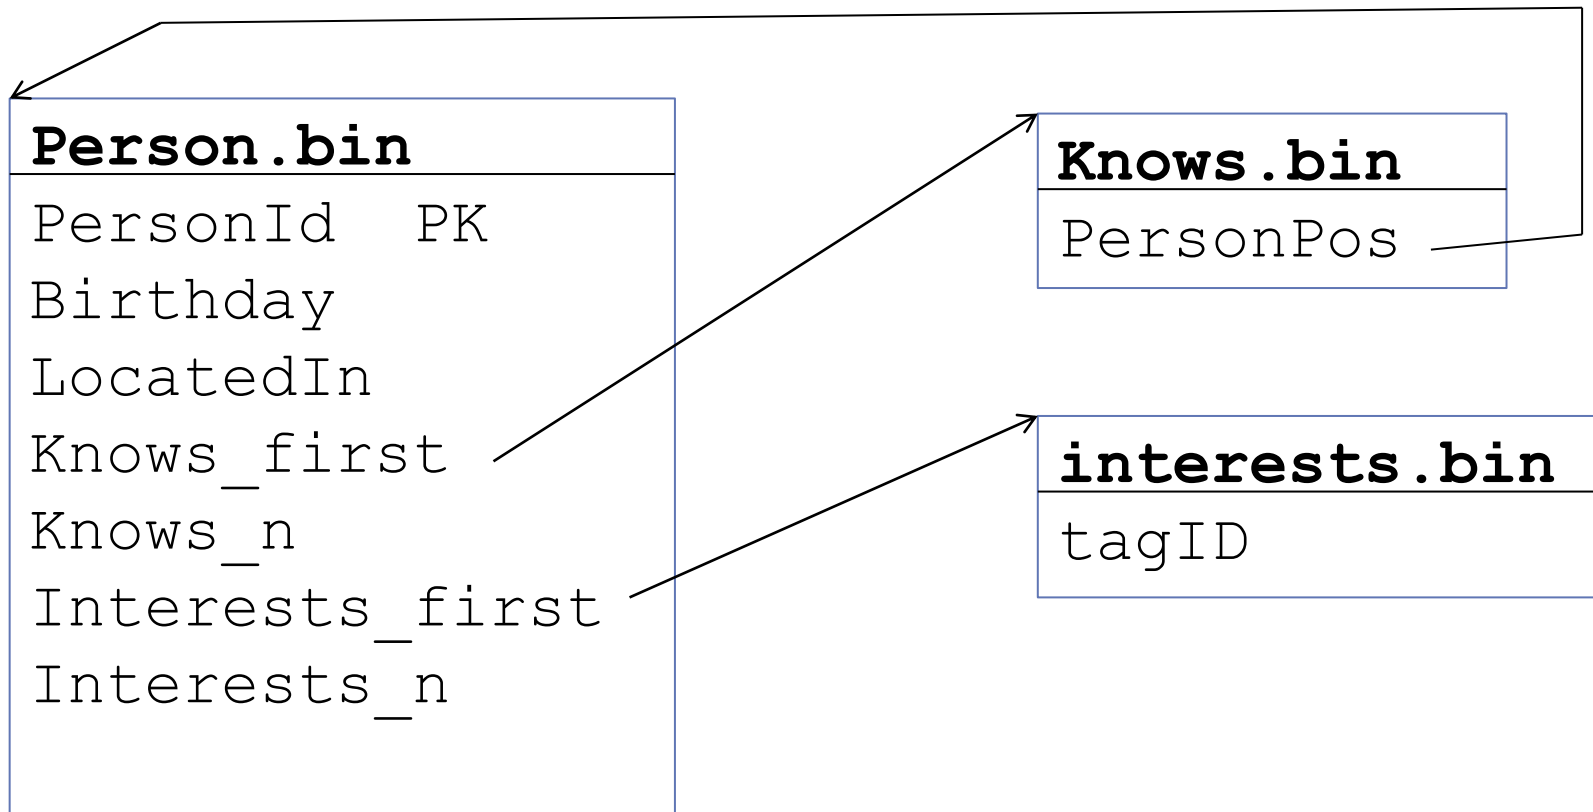 Person.bin
PersonId PK
Birthday
LocatedIn
Knows_first
Knows_n
Interests_first
Interests_n
Knows.bin
PersonPos
interests.bin
tagID